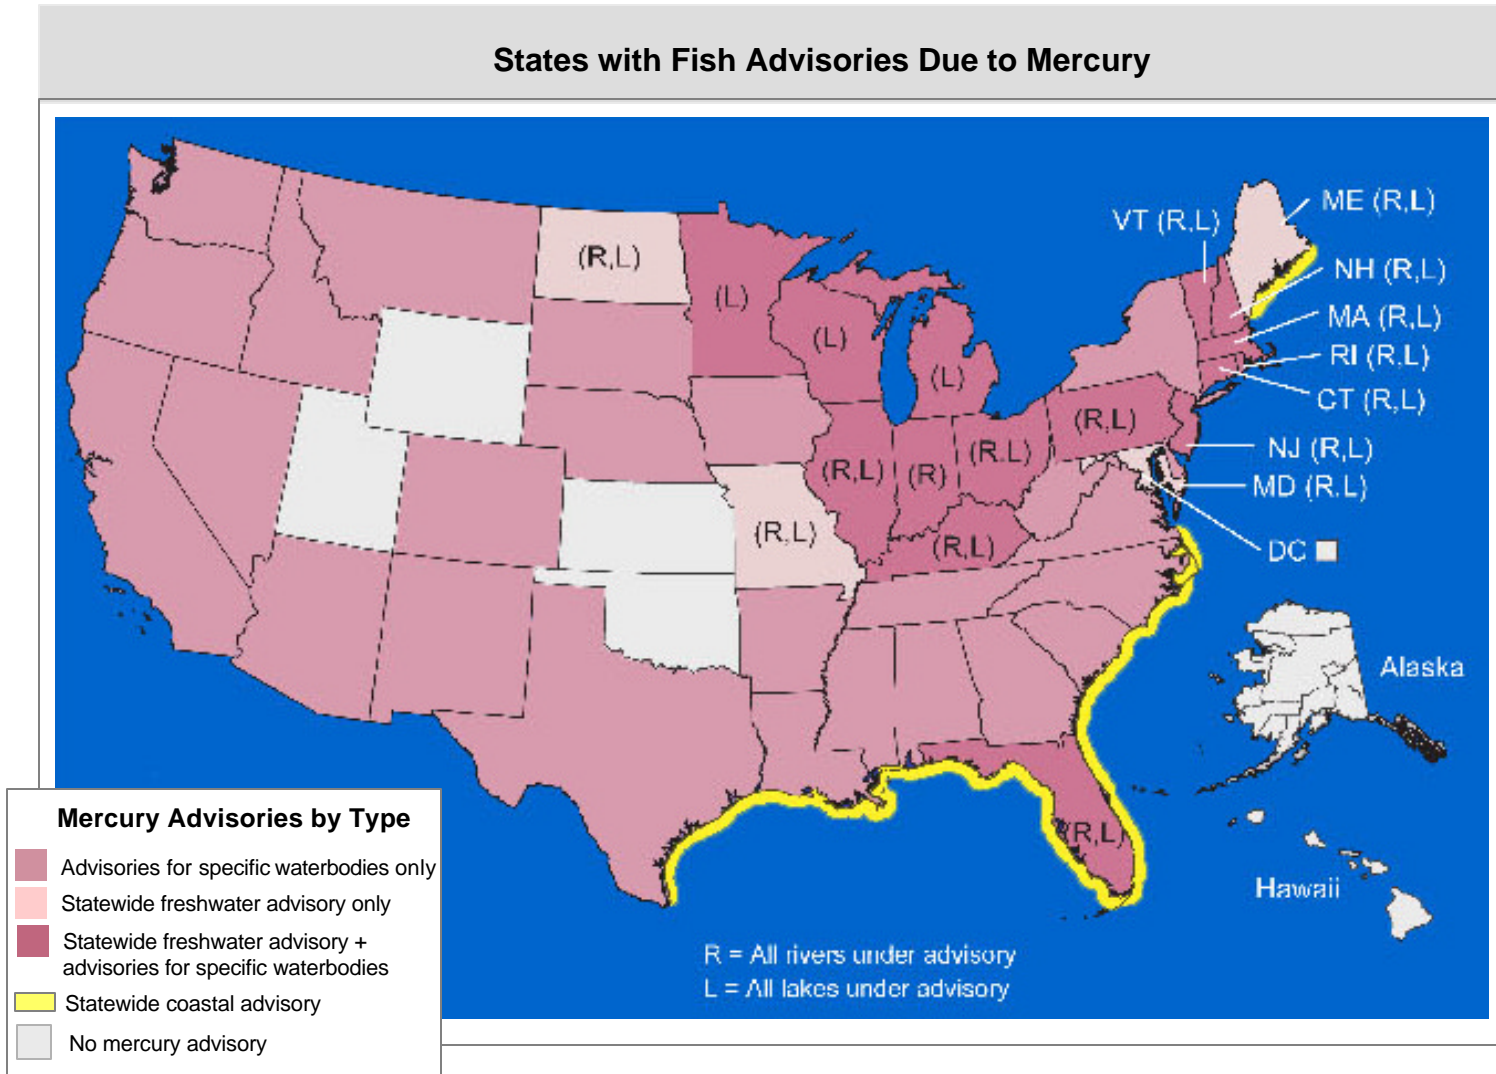 States with Fish Advisories Due to Mercury
ME (R,L)
VT (R,L)
(R,L)
NH (R,L)
(L)
MA (R,L)
(L)
RI (R,L)
(L)
CT (R,L)
(R,L)
NJ (R,L)
(R,L)
(R)
(R.L)
MD (R.L)
(R,L)
(R,L)
DC
Alaska
(R,L)
Hawaii
R = All rivers under advisory
L = All lakes under advisory
Mercury Advisories by Type
Advisories for specific waterbodies only
Statewide freshwater advisory only
Statewide freshwater advisory +
advisories for specific waterbodies
Statewide coastal advisory
No mercury advisory